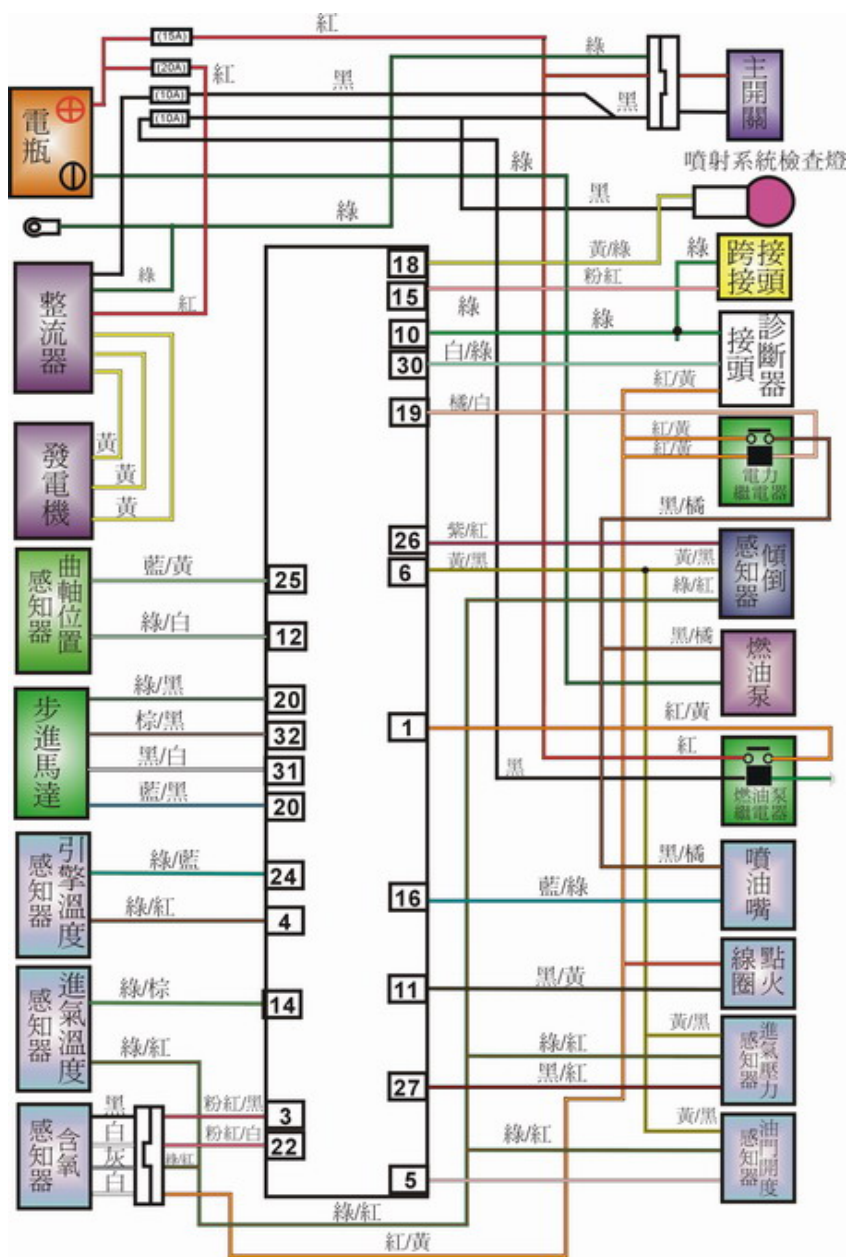 (15A)
紅
綠
(20A)
紅
(10A)
黑
黑
(10A)
主開關
電瓶
綠
噴射系統檢查燈
黑
綠
整流器
綠
紅
18
黃/綠
綠
跨接接頭
15
粉紅
綠
10
綠
30
白/綠
診斷器接頭
紅/黃
19
橘/白
發電機
黃
黃
黃
紅/黃
紅/黃
電力繼電器
黑/橘
26
紫/紅
6
黃/黑
黃/黑
綠/紅
傾倒感知器
曲軸位置感知器
藍/黃
25
綠/白
12
黑/橘
燃油泵
步進馬達
綠/黑
20
棕/黑
32
黑/白
31
藍/黑
20
1
紅/黃
紅
黑
燃油泵繼電器
引擎溫度感知器
綠/藍
24
綠/紅
4
黑/橘
噴油嘴
16
藍/綠
進氣溫度感知器
綠/棕
14
綠/紅
11
黑/黃
點火線圈
黃/黑
綠/紅
進氣壓力感知器
27
黑/紅
含氧感知器
黑
白
灰
白
粉紅/黑
3
粉紅/白
22
綠/紅
黃/黑
綠/紅
油門開度感知器
5
綠/紅
紅/黃